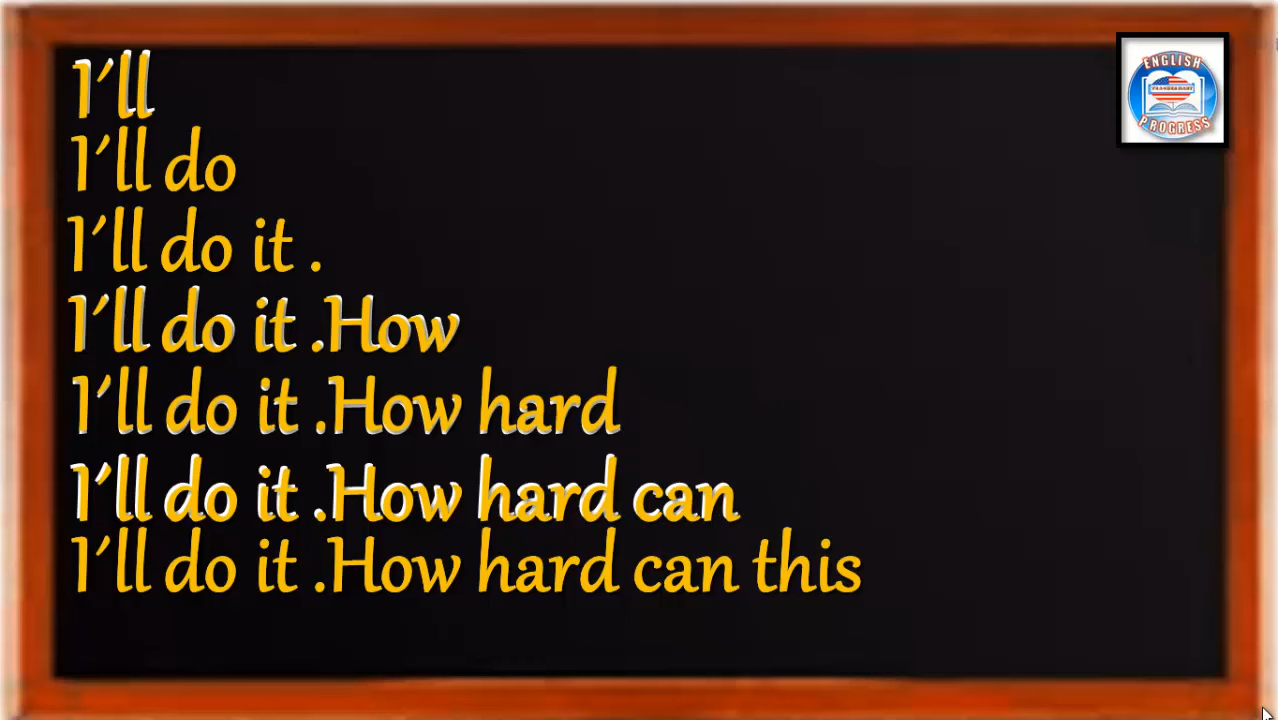 I'll
I'll do
I'll do it .
I'll do it .How
I'll do it .How hard
I'll do it .How hard can
I'll do it .How hard can this
ENGLISH
PROGRESS